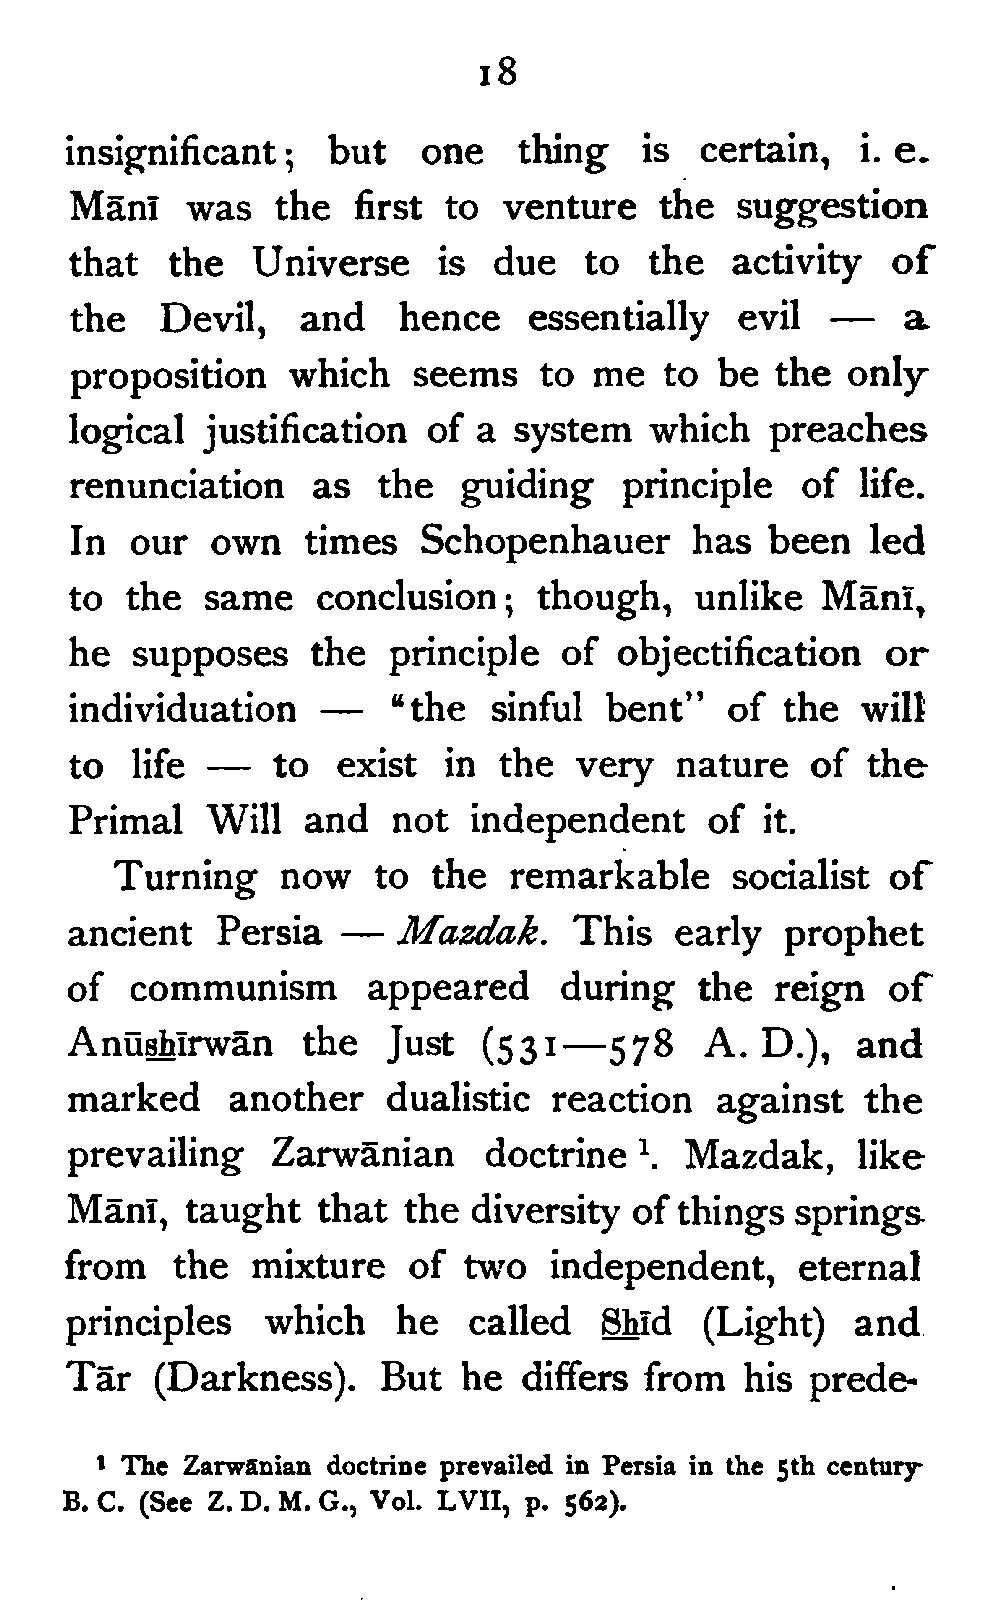 18
insignificant; but one thing is certain, i. e.
Mānī was the first to venture the suggestion
that the Universe is due to the activity of
the Devil, and hence essentially evil — a
proposition which seems to me to be the only
logical justification of a system which preaches
renunciation as the guiding principle of life.
In our own times Schopenhauer has been led
to the same conclusion; though, unlike Mānī,
he supposes the principle of objectification or
individuation — “the sinful bent” of the will
to life — to exist in the very nature of the
Primal Will and not independent of it.
Turning now to the remarkable socialist of
ancient Persia — Mazdak. This early prophet
of communism appeared during the reign of
Anūs̲h̲īrwān the Just (531—578 A. D.), and
marked another dualistic reaction against the
prevailing Zarwānian doctrine ¹. Mazdak, like
Mānī, taught that the diversity of things springs
from the mixture of two independent, eternal
principles which he called S̲h̲īd (Light) and
Tār (Darkness). But he differs from his prede-
¹ The Zarwānian doctrine prevailed in Persia in the 5th century
B. C. (See Z. D. M. G., Vol. LVII, p. 562).